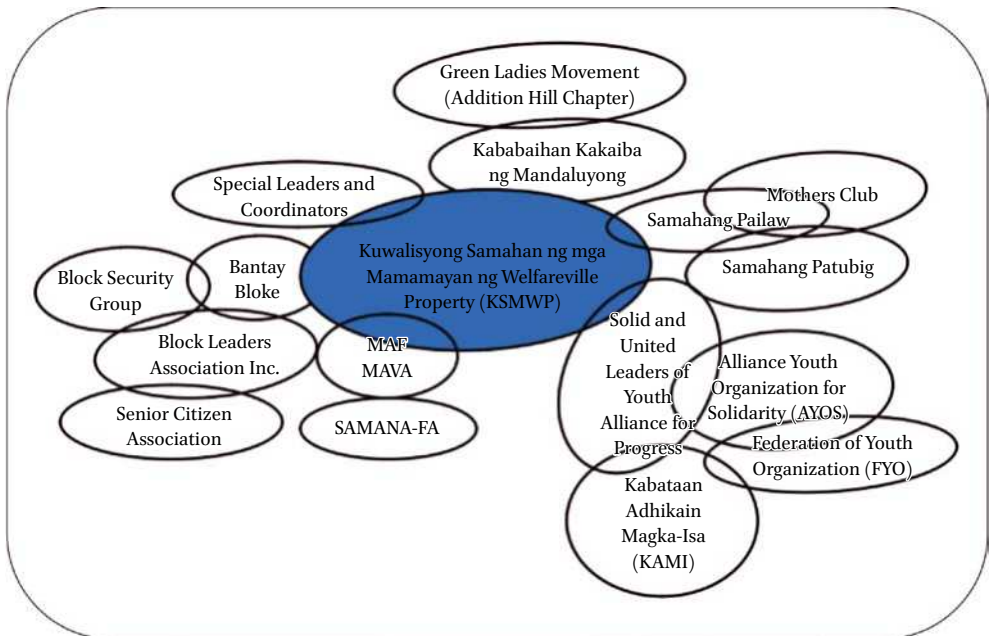 Green Ladies Movement
(Addition Hill Chapter)
Kababaihan Kakaiba
ng Mandaluyong
Special Leaders and
Coordinators
Mothers Club
Samahang Pailaw
Kuwalisyong Samahan ng mga
Mamamayan ng Welfareville
Property (KSMWP)
Samahang Patubig
Block Security
Group
Bantay
Bloke
Block Leaders
Association Inc.
MAF
MAVA
Senior Citizen
Association
SAMANA-FA
Solid and
United
Leaders of
Youth
Alliance for
Progress
Alliance Youth
Organization for
Solidarity (AYOS)
Federation of Youth
Organization (FYO)
Kabataan
Adhikain
Magka-Isa
(KAMI)